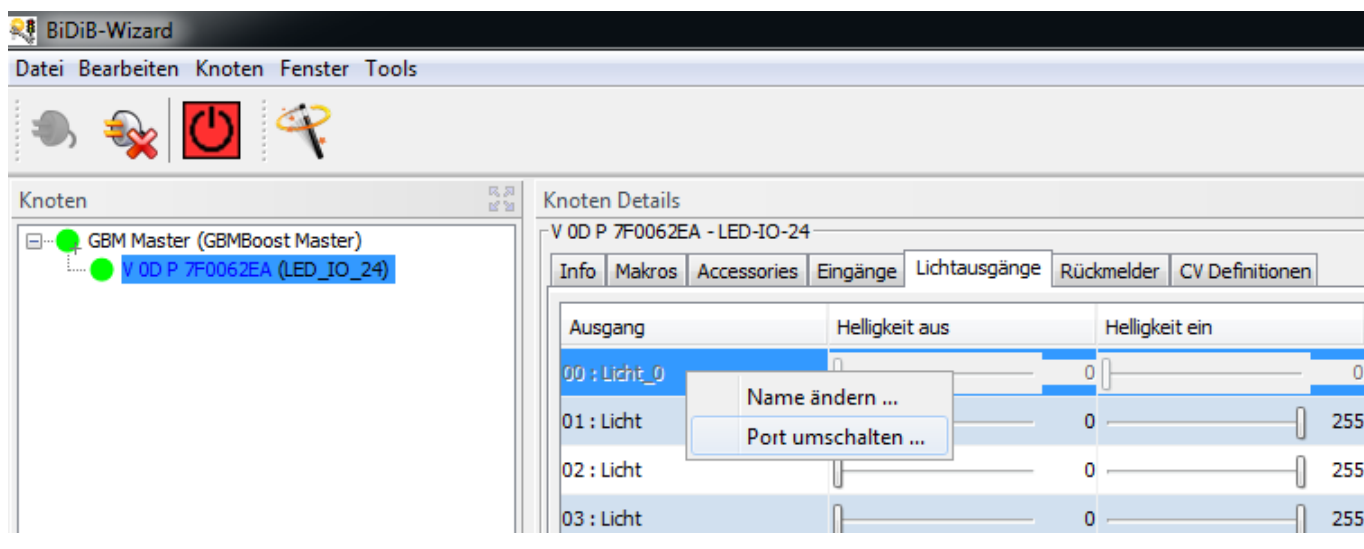 BiDiB-Wizard
Datei Bearbeiten Knoten Fenster Tools
Knoten
GBM Master (GBMBoost Master)
V 0D P 7F0062EA (LED_IO_24)
Knoten Details
V 0D P 7F0062EA - LED-IO-24
Info Makros Accessories Eingänge Lichtausgänge Rückmelder CV Definitionen
Ausgang Helligkeit aus Helligkeit ein
00 : Licht_0 0 0
Name ändern ...
01 : Licht 0 255
Port umschalten ...
02 : Licht 0 255
03 : Licht 0 255